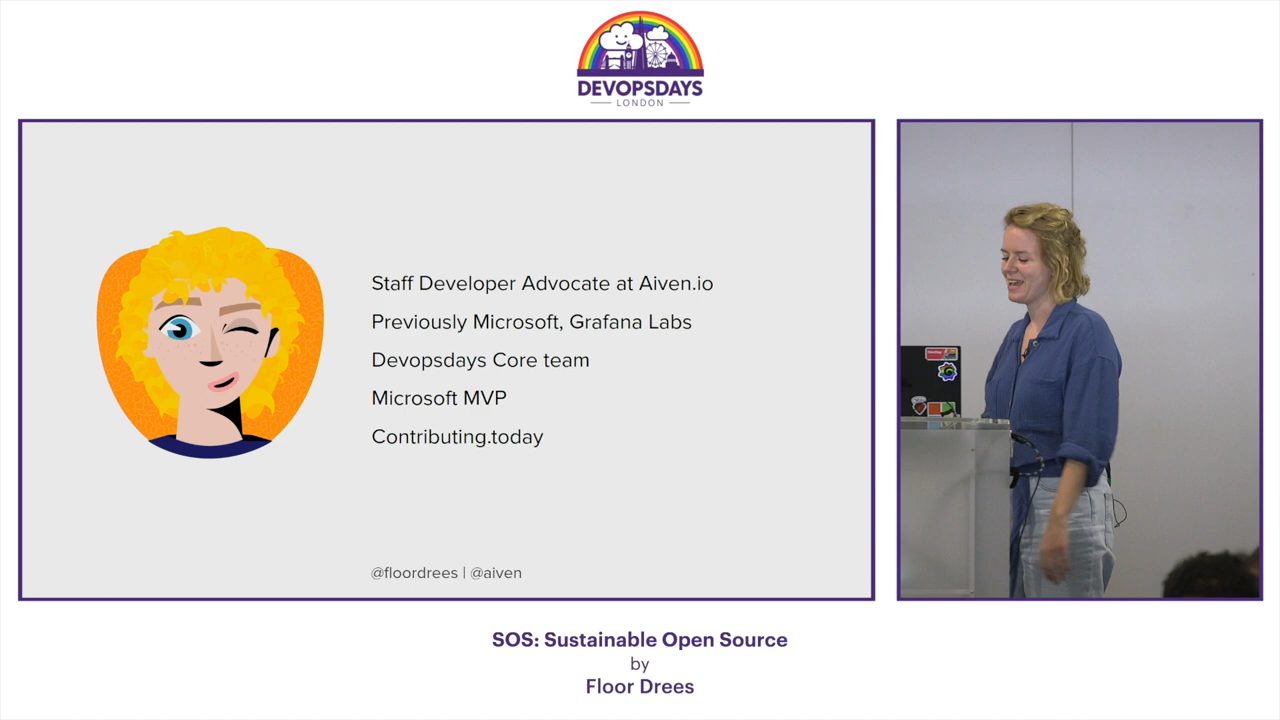 DEVOPSDAYS
LONDON
Staff Developer Advocate at Aiven.io
Previously Microsoft, Grafana Labs
Devopsdays Core team
Microsoft MVP
Contributing.today
@floordrees | @aiven
SOS: Sustainable Open Source
by
Floor Drees